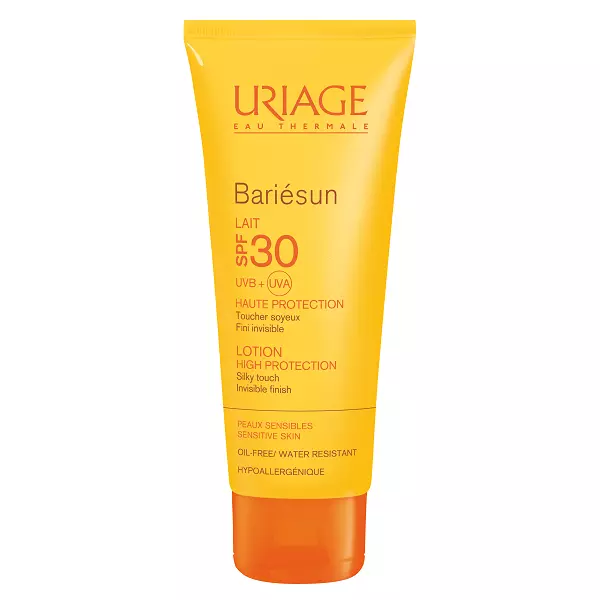 URIAGE
EAU THERMALE
Bariésun
LAIT
SPF 30
UVB + UVA
HAUTE PROTECTION
Toucher soyeux
Fini invisible
LOTION
HIGH PROTECTION
Silky touch
Invisible finish
PEAUX SENSIBLES
SENSITIVE SKIN
OIL-FREE/ WATER RESISTANT
HYPOALLERGÉNIQUE